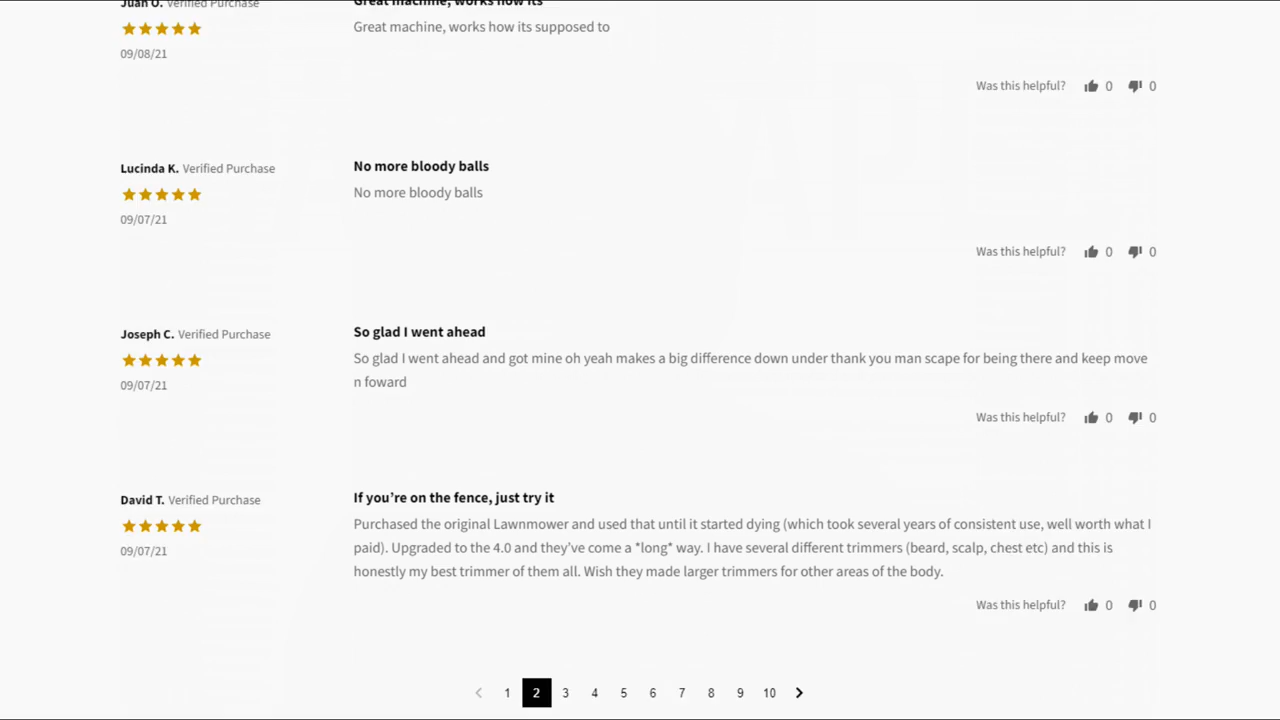 Juan O. Verified Purchase
Great machine, works how its
Great machine, works how its supposed to
09/08/21
Was this helpful? 0 0
Lucinda K. Verified Purchase
No more bloody balls
No more bloody balls
09/07/21
Was this helpful? 0 0
Joseph C. Verified Purchase
So glad I went ahead
So glad I went ahead and got mine oh yeah makes a big difference down under thank you man scape for being there and keep move
n foward
09/07/21
Was this helpful? 0 0
David T. Verified Purchase
If you’re on the fence, just try it
Purchased the original Lawnmower and used that until it started dying (which took several years of consistent use, well worth what I
paid). Upgraded to the 4.0 and they’ve come a *long* way. I have several different trimmers (beard, scalp, chest etc) and this is
honestly my best trimmer of them all. Wish they made larger trimmers for other areas of the body.
09/07/21
Was this helpful? 0 0
1 2 3 4 5 6 7 8 9 10